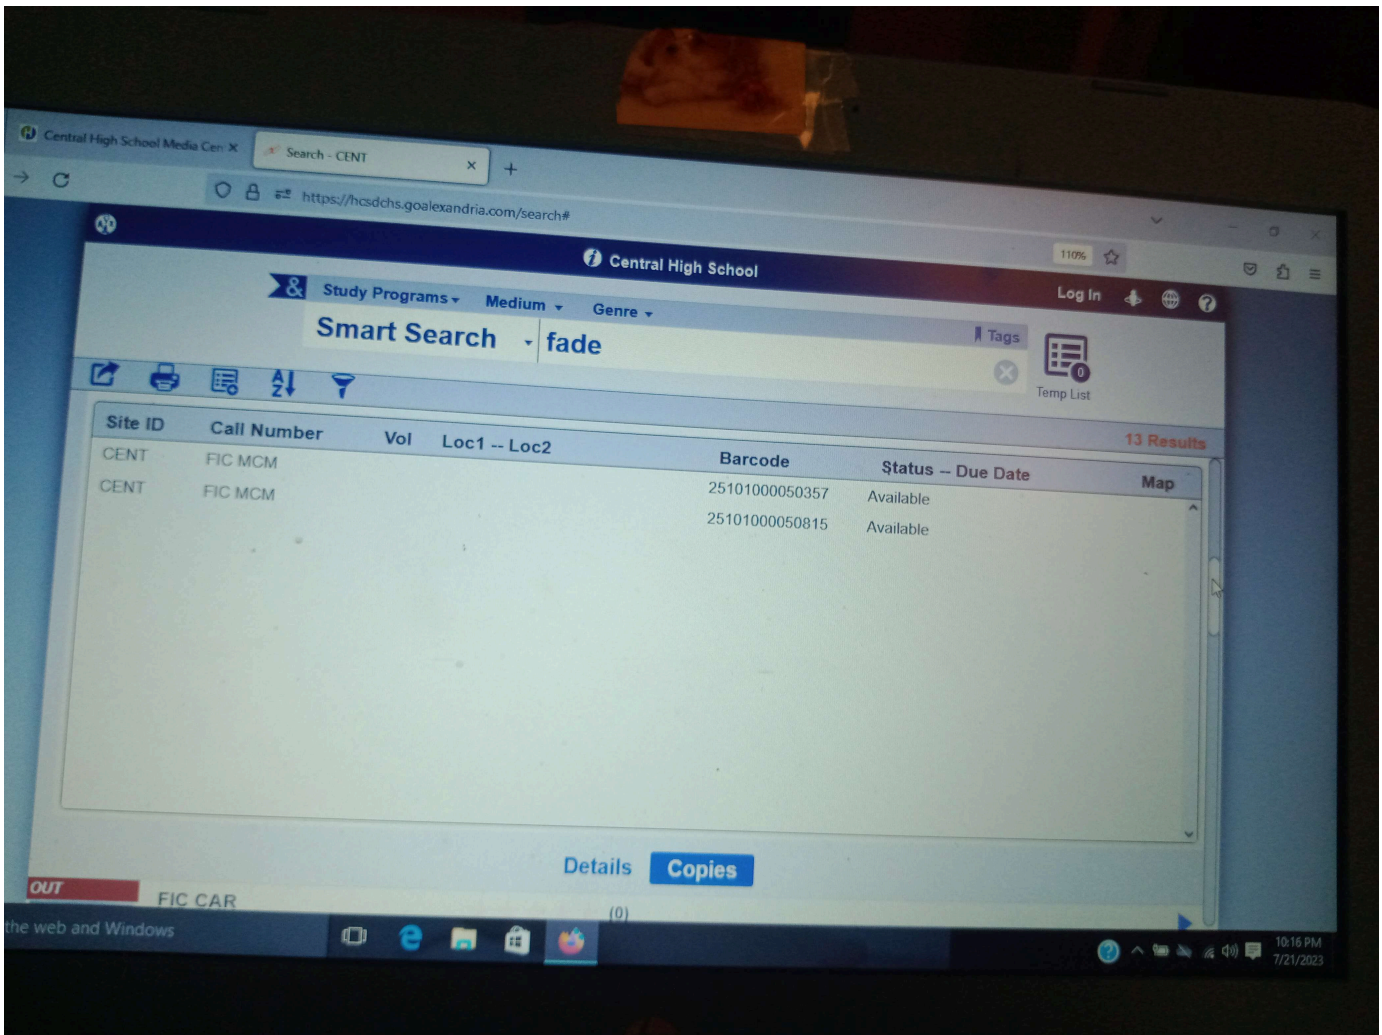 Central High School Media Cen
Search - CENT
https://hcsdchs.goalexandria.com/search#
110%
Central High School
Log In
& Study Programs Medium Genre
Tags
Smart Search fade
0
Temp List
13 Results
Site ID Call Number Vol Loc1 -- Loc2 Barcode Status -- Due Date Map
CENT FIC MCM 25101000050357 Available
CENT FIC MCM 25101000050815 Available
Details Copies
OUT FIC CAR (0)
the web and Windows
10:16 PM
7/21/2023